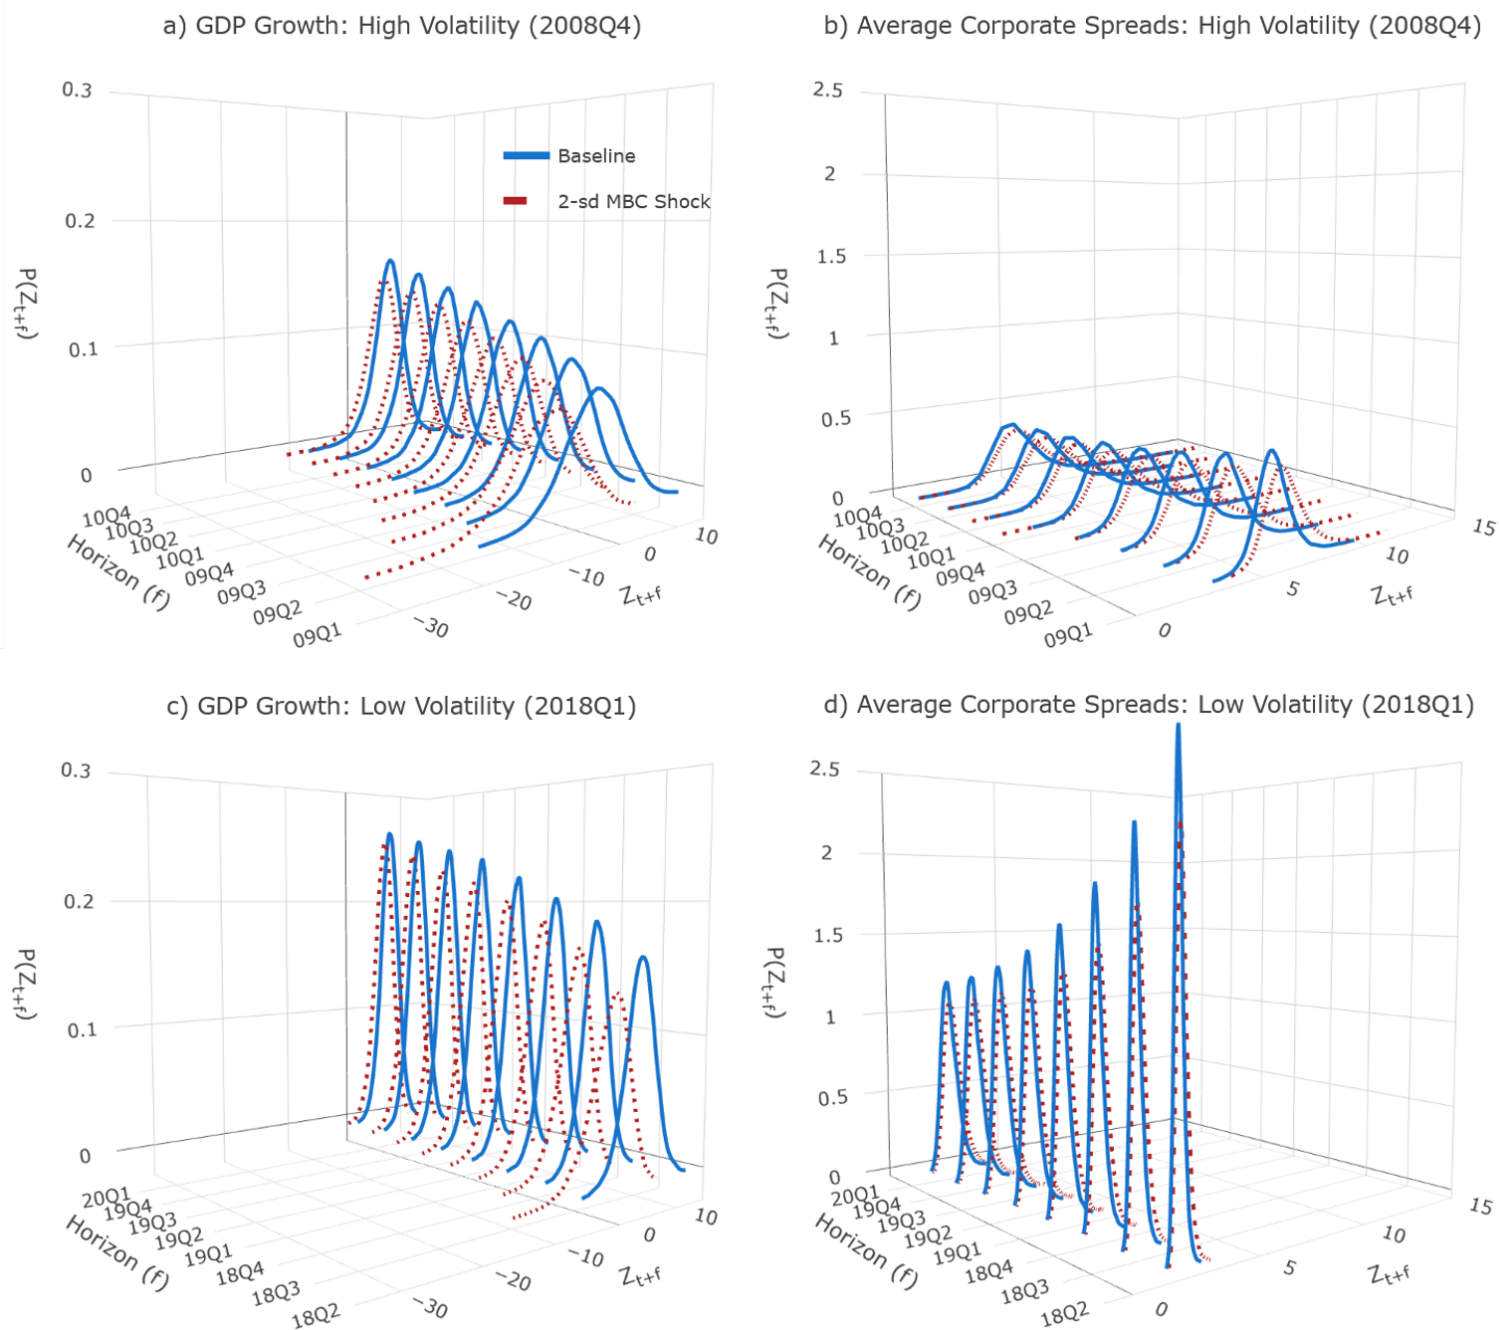 a) GDP Growth: High Volatility (2008Q4)
0.3
0.2
0.1
0
P(Zt+f)
Baseline
2-sd MBC Shock
10Q4
10Q3
10Q2
10Q1
09Q4
09Q3
09Q2
09Q1
Horizon (f)
−30
−20
−10
0
10
Zt+f
b) Average Corporate Spreads: High Volatility (2008Q4)
2.5
2
1.5
1
0.5
0
P(Zt+f)
10Q4
10Q3
10Q2
10Q1
09Q4
09Q3
09Q2
09Q1
Horizon (f)
0
5
10
15
Zt+f
c) GDP Growth: Low Volatility (2018Q1)
0.3
0.2
0.1
0
P(Zt+f)
20Q1
19Q4
19Q3
19Q2
19Q1
18Q4
18Q3
18Q2
Horizon (f)
−30
−20
−10
0
10
Zt+f
d) Average Corporate Spreads: Low Volatility (2018Q1)
2.5
2
1.5
1
0.5
0
P(Zt+f)
20Q1
19Q4
19Q3
19Q2
19Q1
18Q4
18Q3
18Q2
Horizon (f)
0
5
10
15
Zt+f